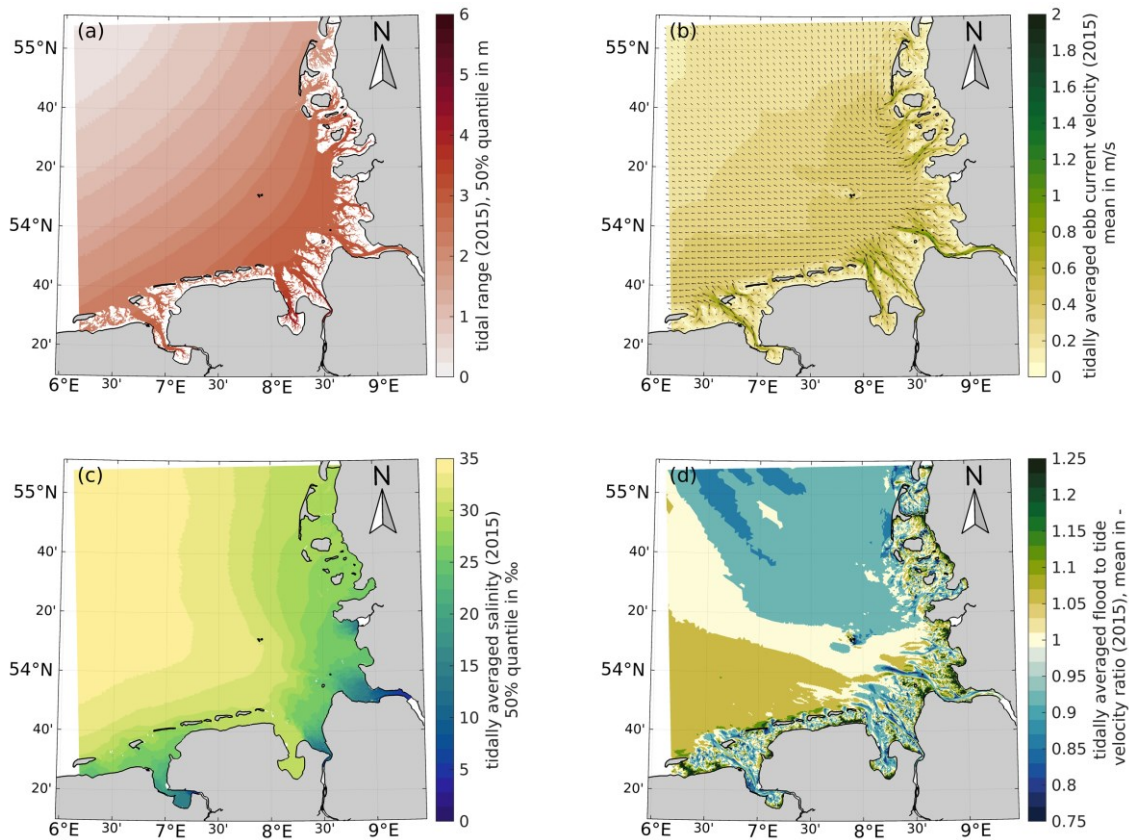 (a)
N
55°N
40'
20'
54°N
40'
20'
6°E 30' 7°E 30' 8°E 30' 9°E
0 1 2 3 4 5 6
tidal range (2015), 50% quantile in m
(b)
N
55°N
40'
20'
54°N
40'
20'
6°E 30' 7°E 30' 8°E 30' 9°E
0 0.2 0.4 0.6 0.8 1 1.2 1.4 1.6 1.8 2
tidally averaged ebb current velocity (2015)
mean in m/s
(c)
N
55°N
40'
20'
54°N
40'
20'
6°E 30' 7°E 30' 8°E 30' 9°E
0 5 10 15 20 25 30 35
tidally averaged salinity (2015)
50% quantile in ‰
(d)
N
55°N
40'
20'
54°N
40'
20'
6°E 30' 7°E 30' 8°E 30' 9°E
0.75 0.8 0.85 0.9 0.95 1 1.05 1.1 1.15 1.2 1.25
tidally averaged flood to tide
velocity ratio (2015), mean in -